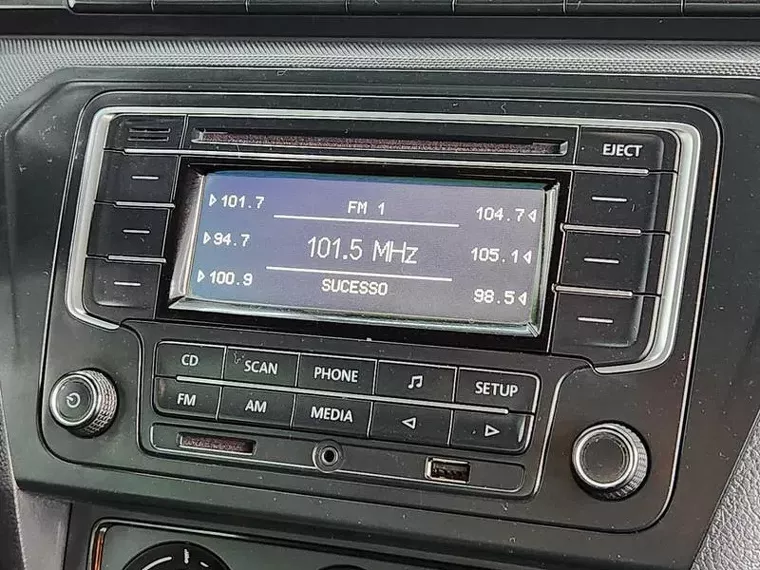 EJECT
101.7 FM 1 104.7
94.7 101.5 MHz 105.1
100.9 SUCESSO 98.5
CD SCAN PHONE SETUP
FM AM MEDIA